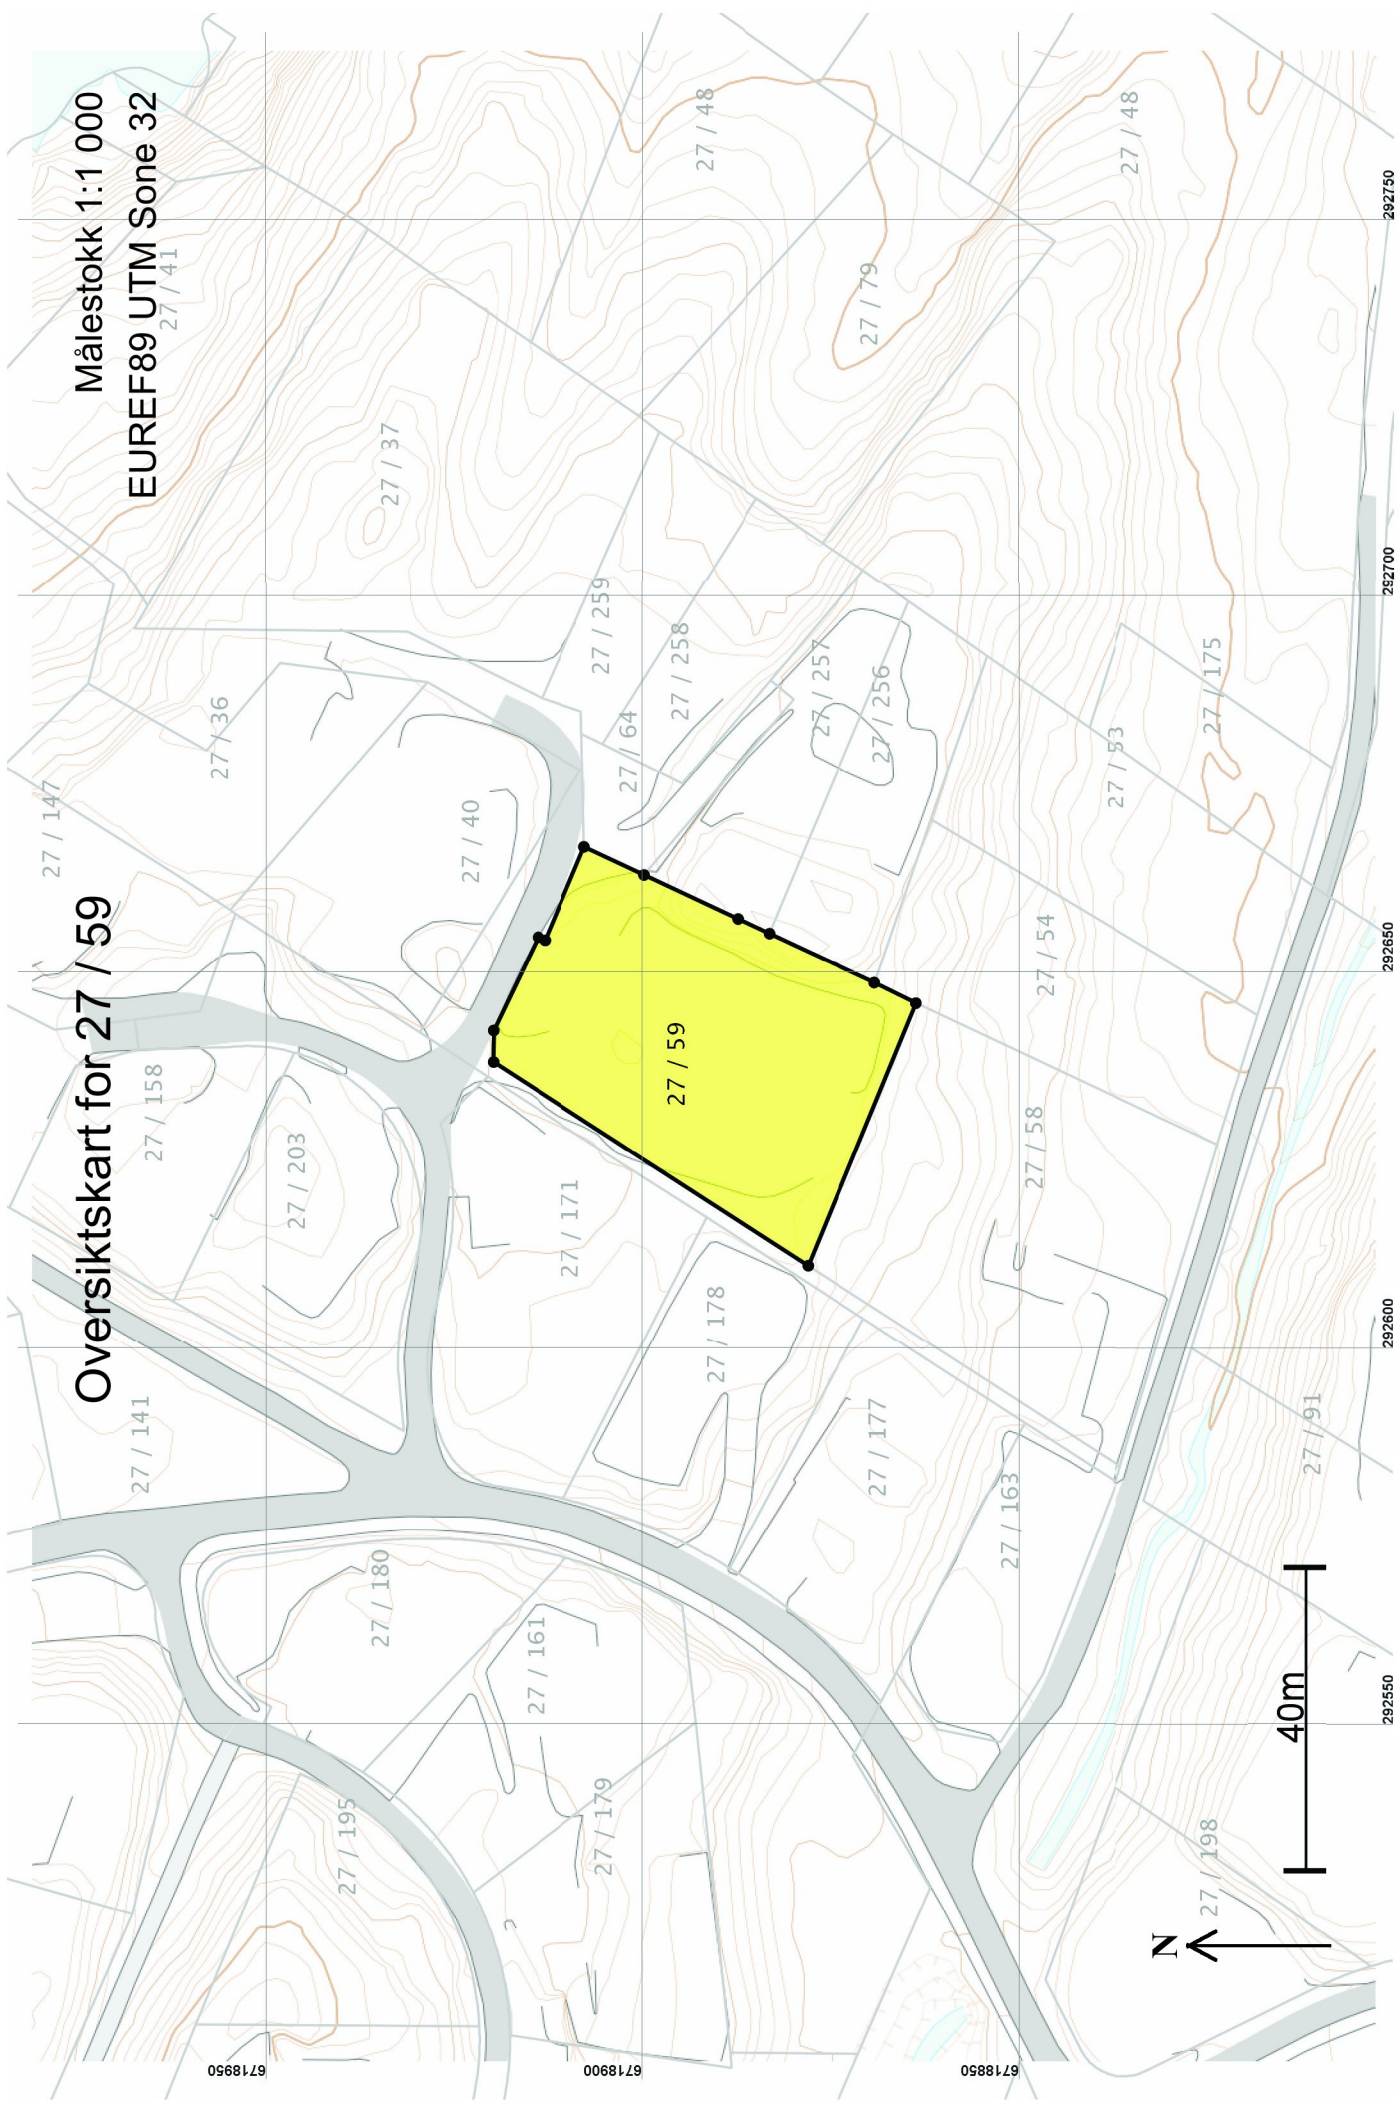 Oversiktskart for 27 / 59
Målestokk 1:1 000
EUREF89 UTM Sone 32
27 / 41
27 / 147
27 / 158
27 / 141
27 / 36
27 / 203
27 / 195
27 / 180
27 / 37
27 / 40
27 / 161
27 / 171
27 / 179
27 / 259
27 / 64
27 / 59
27 / 258
27 / 48
27 / 178
27 / 257
27 / 79
27 / 256
27 / 177
27 / 163
27 / 58
27 / 54
27 / 53
27 / 48
27 / 175
27 / 198
27 / 91
N
40m
6718950
6718900
6718850
292550
292600
292650
292700
292750